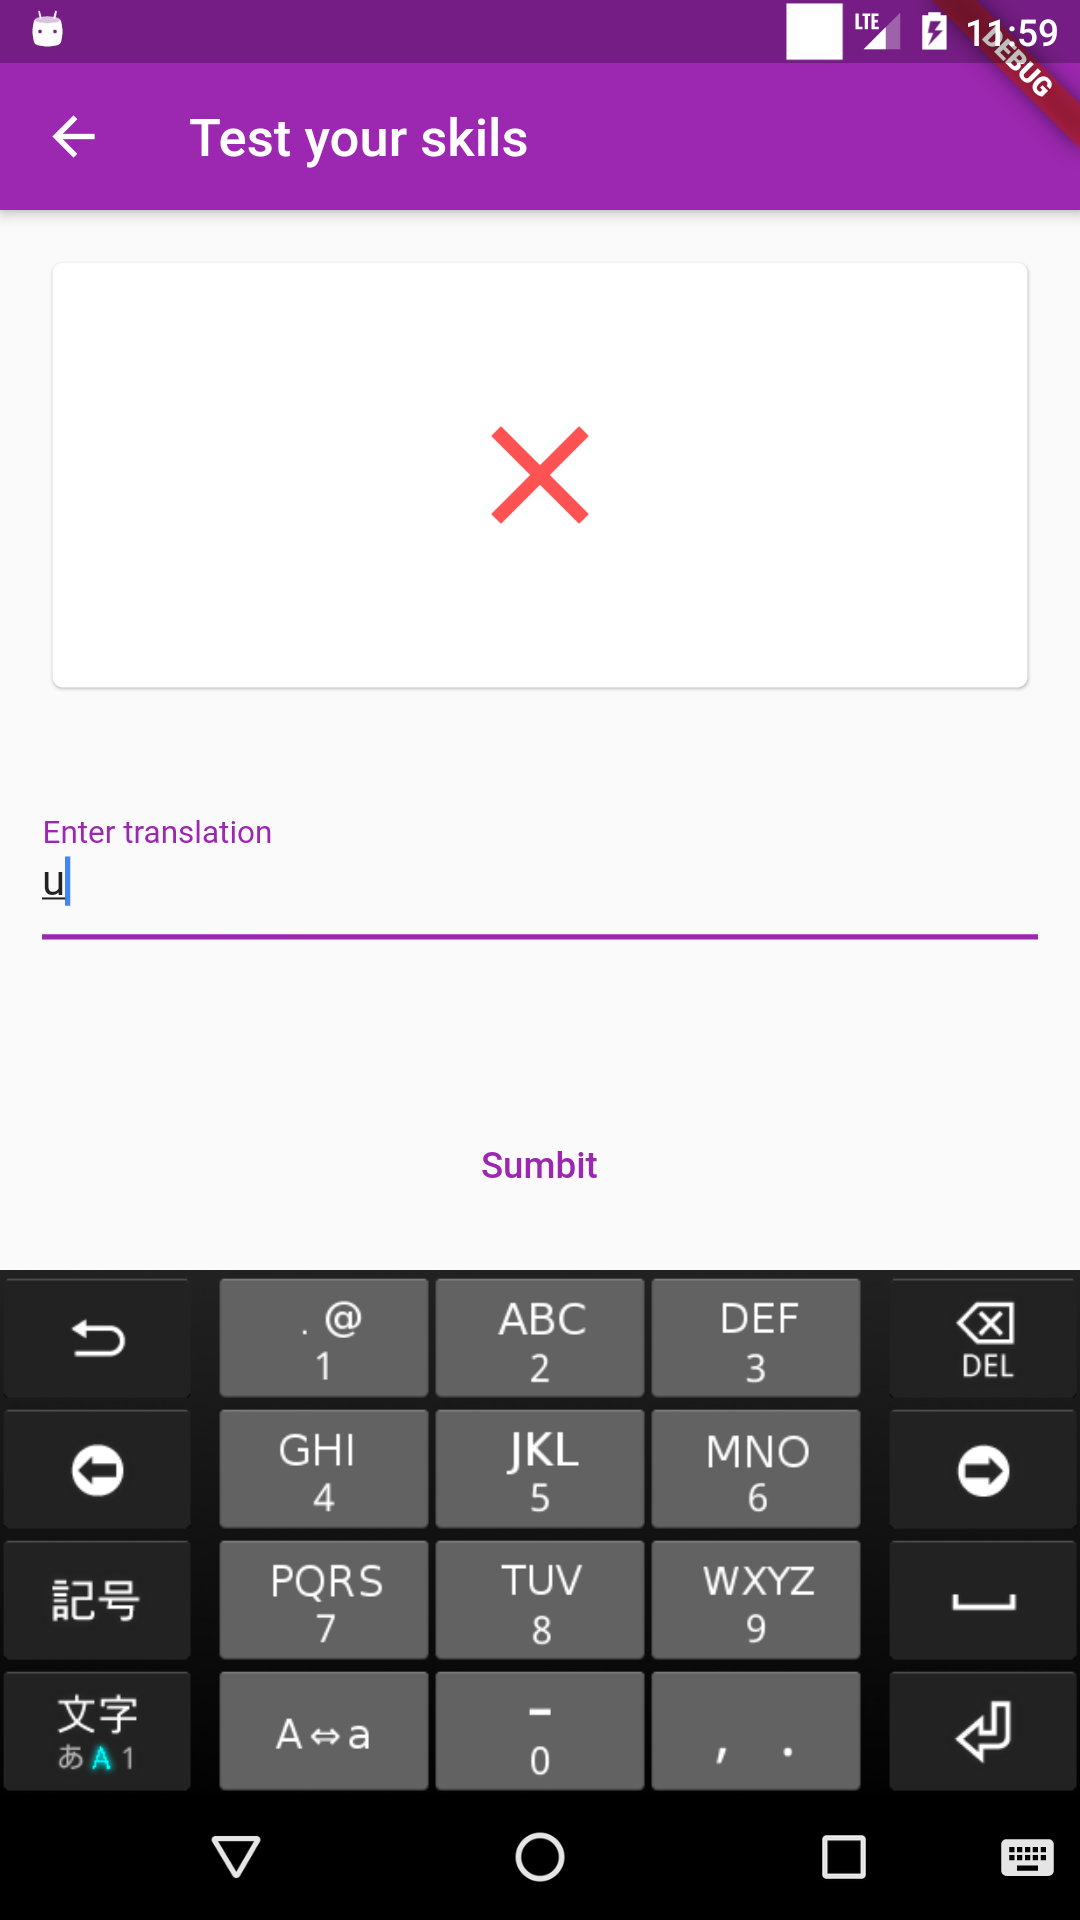 LTE 11:59
DEBUG
Test your skils
Enter translation
u
Sumbit
. @ ABC DEF
1 2 3 DEL
GHI JKL MNO
4 5 6
記号 PQRS TUV WXYZ
7 8 9
文字 A⇔a – , .
あ A 1 0